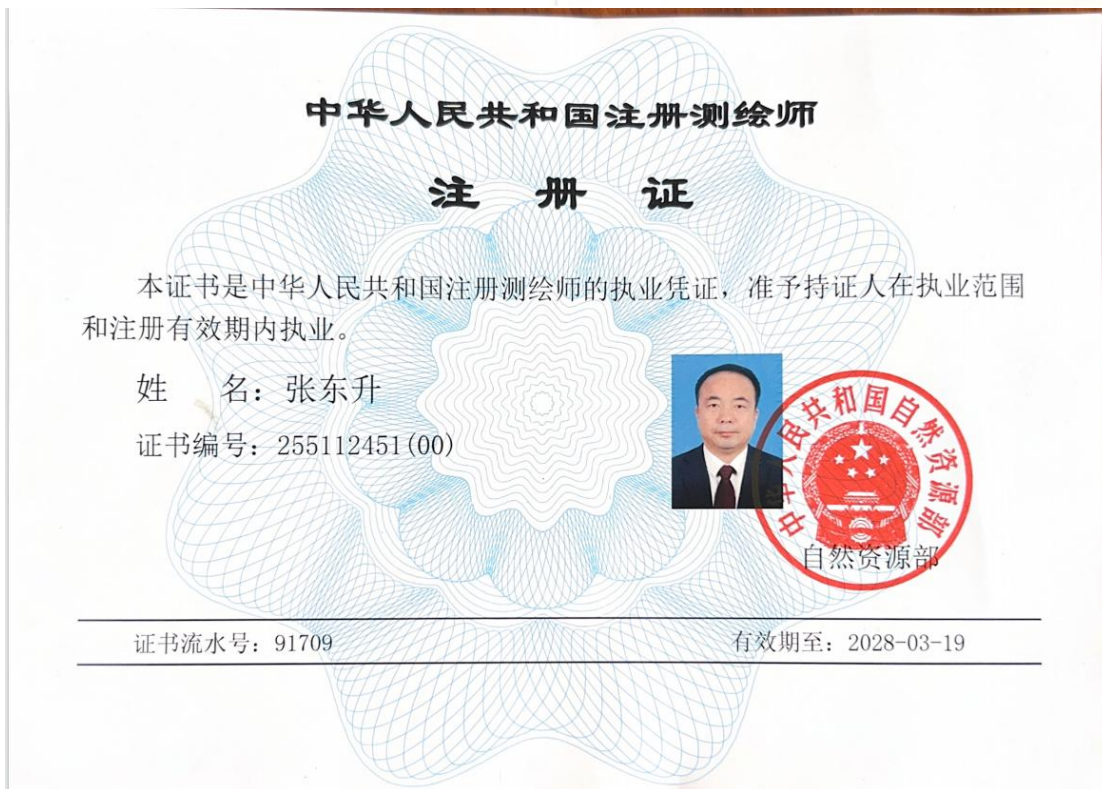 中华人民共和国注册测绘师
注册证
本证书是中华人民共和国注册测绘师的执业凭证，准予持证人在执业范围
和注册有效期内执业。
姓 名：张东升
证书编号：255112451(00)
中华人民共和国自然资源部
自然资源部
证书流水号：91709
有效期至：2028-03-19